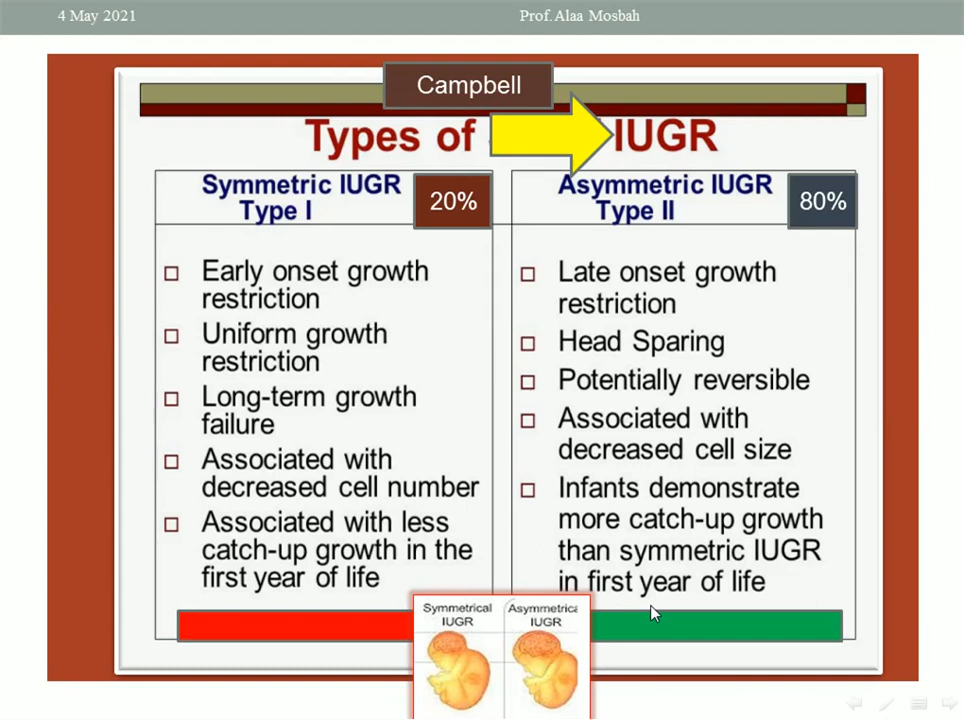 4 May 2021
Prof.Alaa Mosbah
Campbell
Types of
IUGR
Symmetric IUGR
Type I
20%
Asymmetric IUGR
Type II
80%
Early onset growth
restriction
Uniform growth
restriction
Long-term growth
failure
Associated with
decreased cell number
Associated with less
catch-up growth in the
first year of life
Late onset growth
restriction
Head Sparing
Potentially reversible
Associated with
decreased cell size
Infants demonstrate
more catch-up growth
than symmetric IUGR
in first year of life
Symmetrical
IUGR
Asymmetrica
IUGR